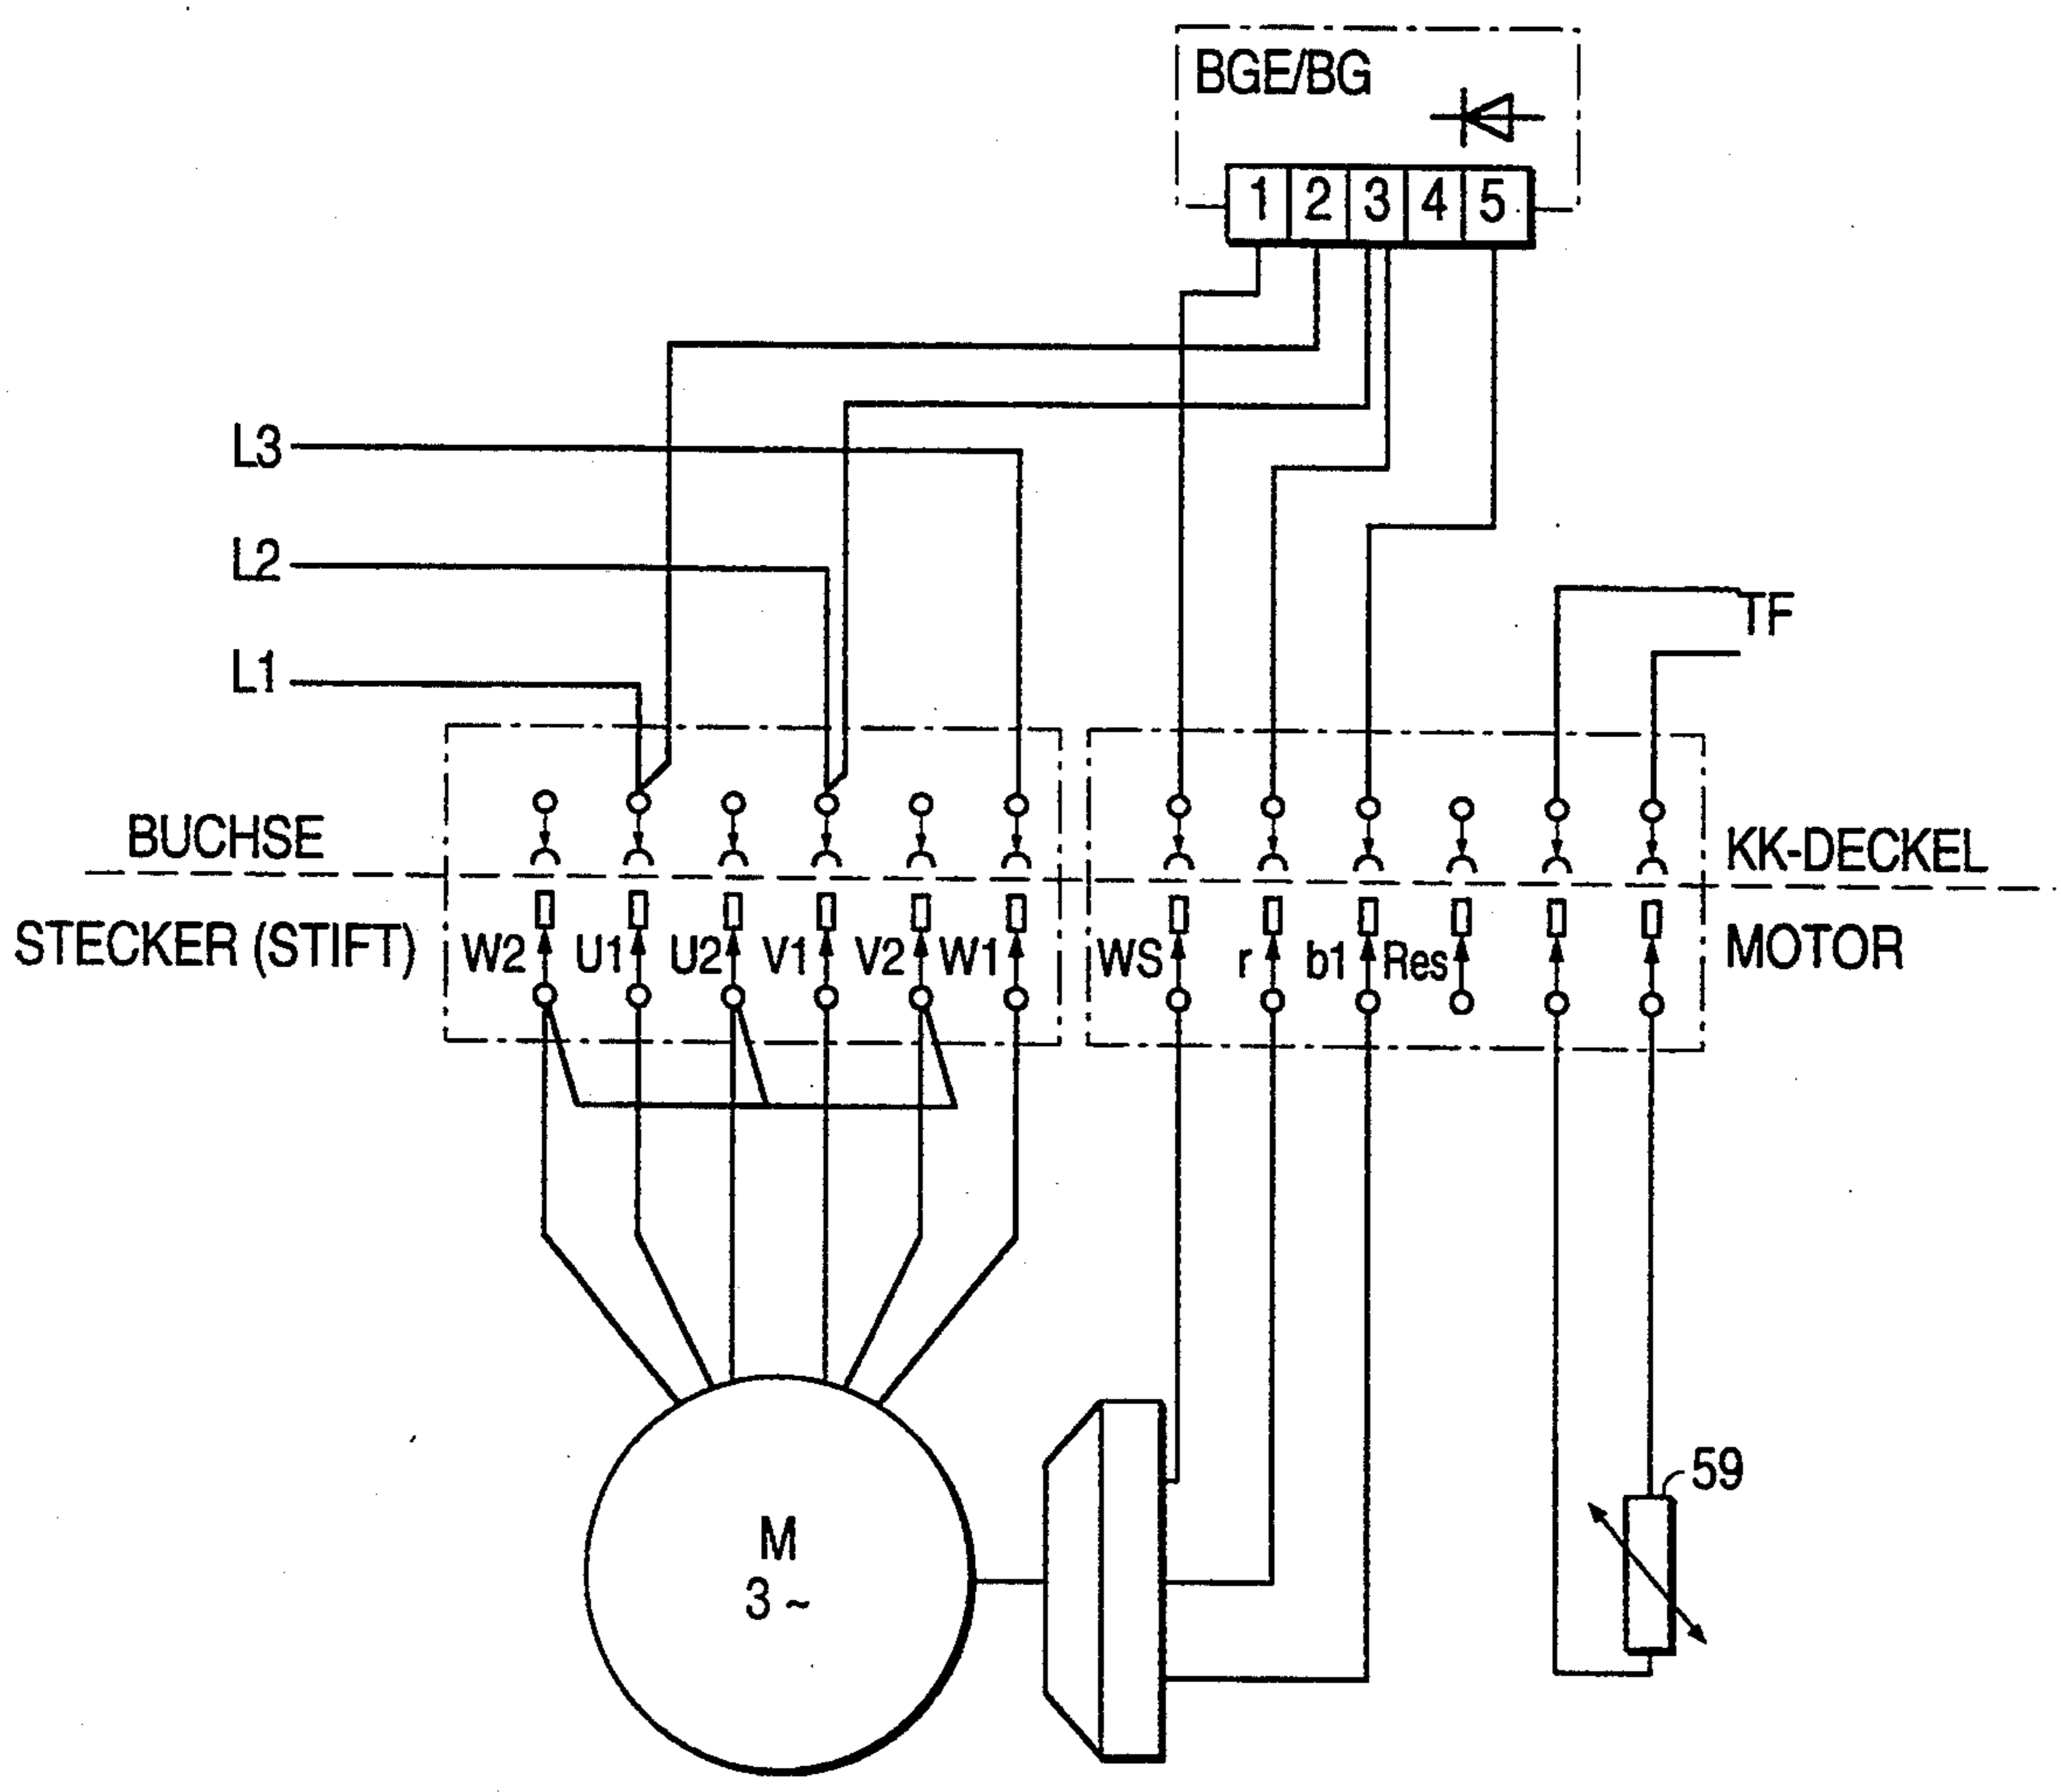 BGE/BG
1 2 3 4 5
L3
L2
L1
TF
BUCHSE
KK-DECKEL
STECKER (STIFT)
W2 U1 U2 V1 V2 W1
WS r b1 Res
MOTOR
59
M
3 ~